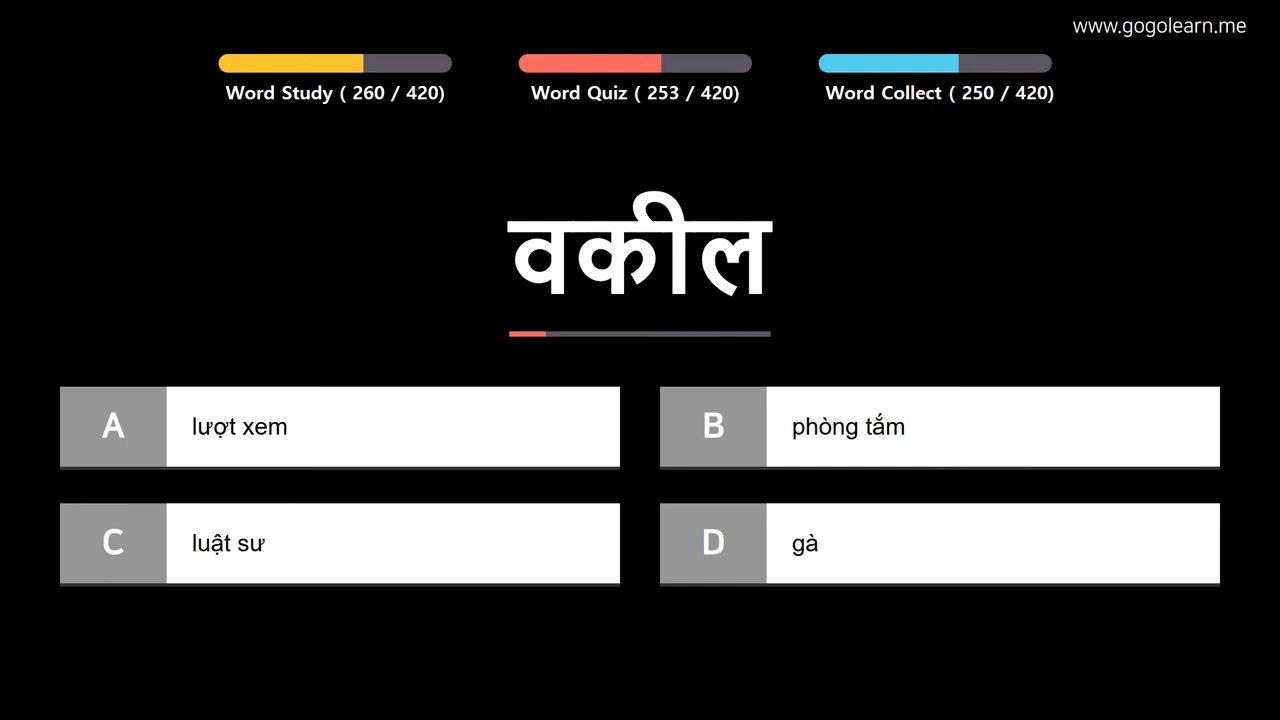 www.gogolearn.me
Word Study ( 260 / 420)
Word Quiz ( 253 / 420)
Word Collect ( 250 / 420)
वकील
A
lượt xem
B
phòng tắm
C
luật sư
D
gà